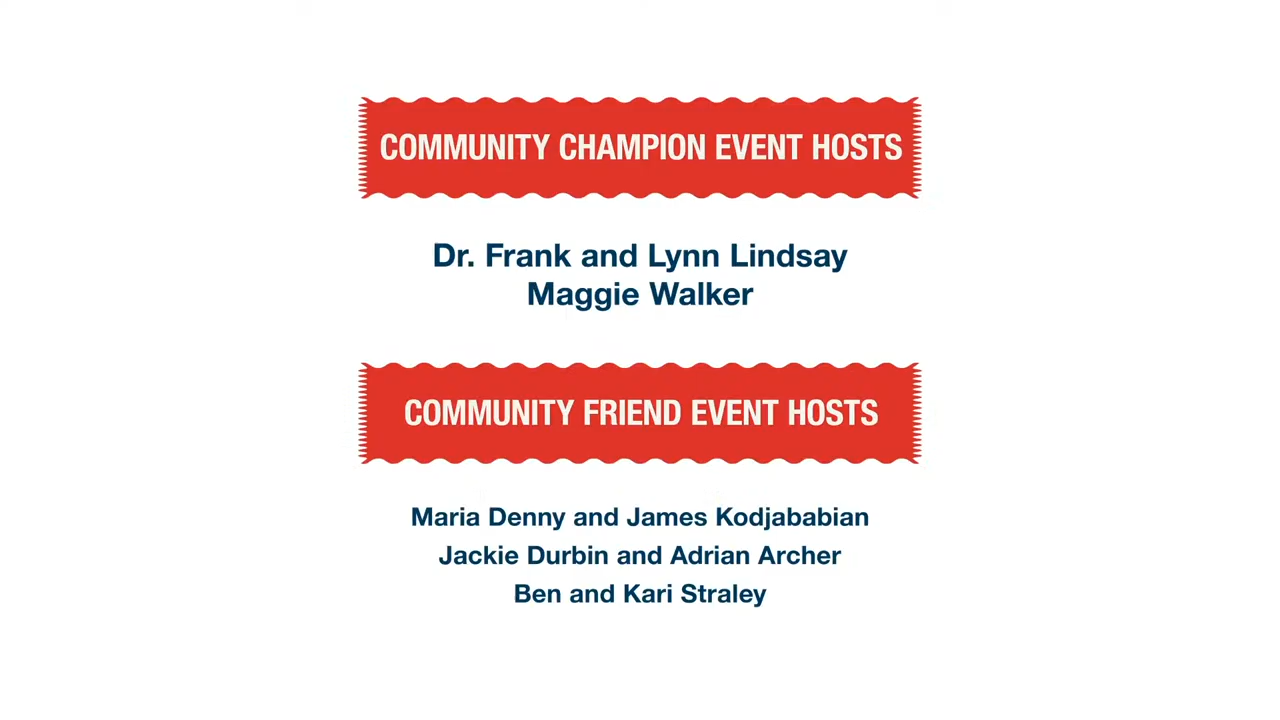 COMMUNITY CHAMPION EVENT HOSTS
Dr. Frank and Lynn Lindsay
Maggie Walker
COMMUNITY FRIEND EVENT HOSTS
Maria Denny and James Kodjababian
Jackie Durbin and Adrian Archer
Ben and Kari Straley